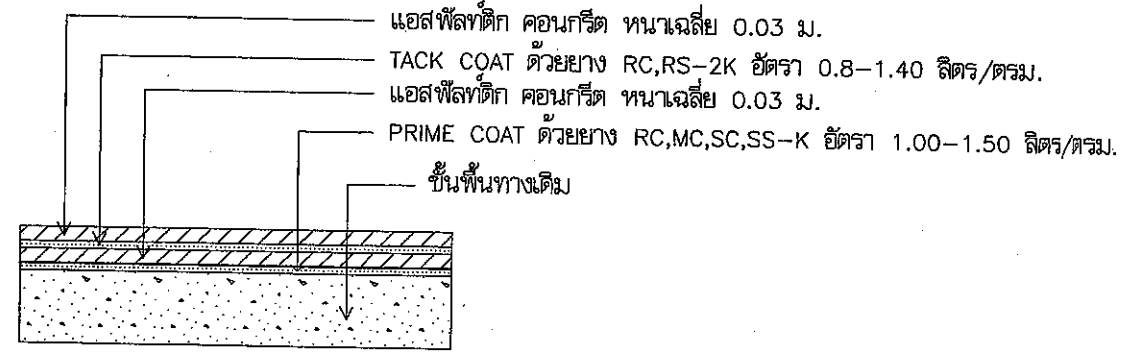 แอสฟัลท์ติก คอนกรีต หนาเฉลี่ย 0.03 ม.
TACK COAT ด้วยยาง RC,RS-2K อัตรา 0.8-1.40 ลิตร/ตรม.
แอสฟัลท์ติก คอนกรีต หนาเฉลี่ย 0.03 ม.
PRIME COAT ด้วยยาง RC,MC,SC,SS-K อัตรา 1.00-1.50 ลิตร/ตรม.
ชั้นพื้นทางเดิม